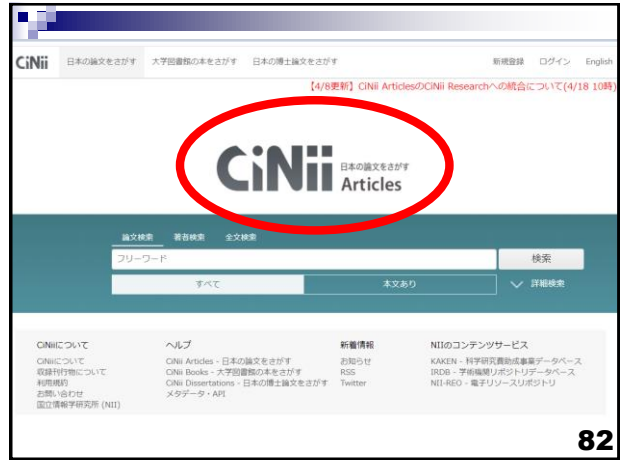 CiNii 日本の論文をさがす 大学図書館の本をさがす 日本の博士論文をさがす 新規登録 ログイン English
【4/8更新】CiNii ArticlesのCiNii Researchへの統合について(4/18 10時)
CiNii 日本の論文をさがす
Articles
論文検索 著者検索 全文検索
フリーワード 検索
すべて 本文あり 詳細検索
CiNiiについて ヘルプ 新着情報 NIIのコンテンツサービス
CiNiiについて CiNii Articles - 日本の論文をさがす お知らせ KAKEN - 科学研究費助成事業データベース
収録刊行物について CiNii Books - 大学図書館の本をさがす RSS IRDB - 学術機関リポジトリデータベース
利用規約 CiNii Dissertations - 日本の博士論文をさがす Twitter NII-REO - 電子リソースリポジトリ
お問い合わせ メタデータ・API
国立情報学研究所 (NII)
82